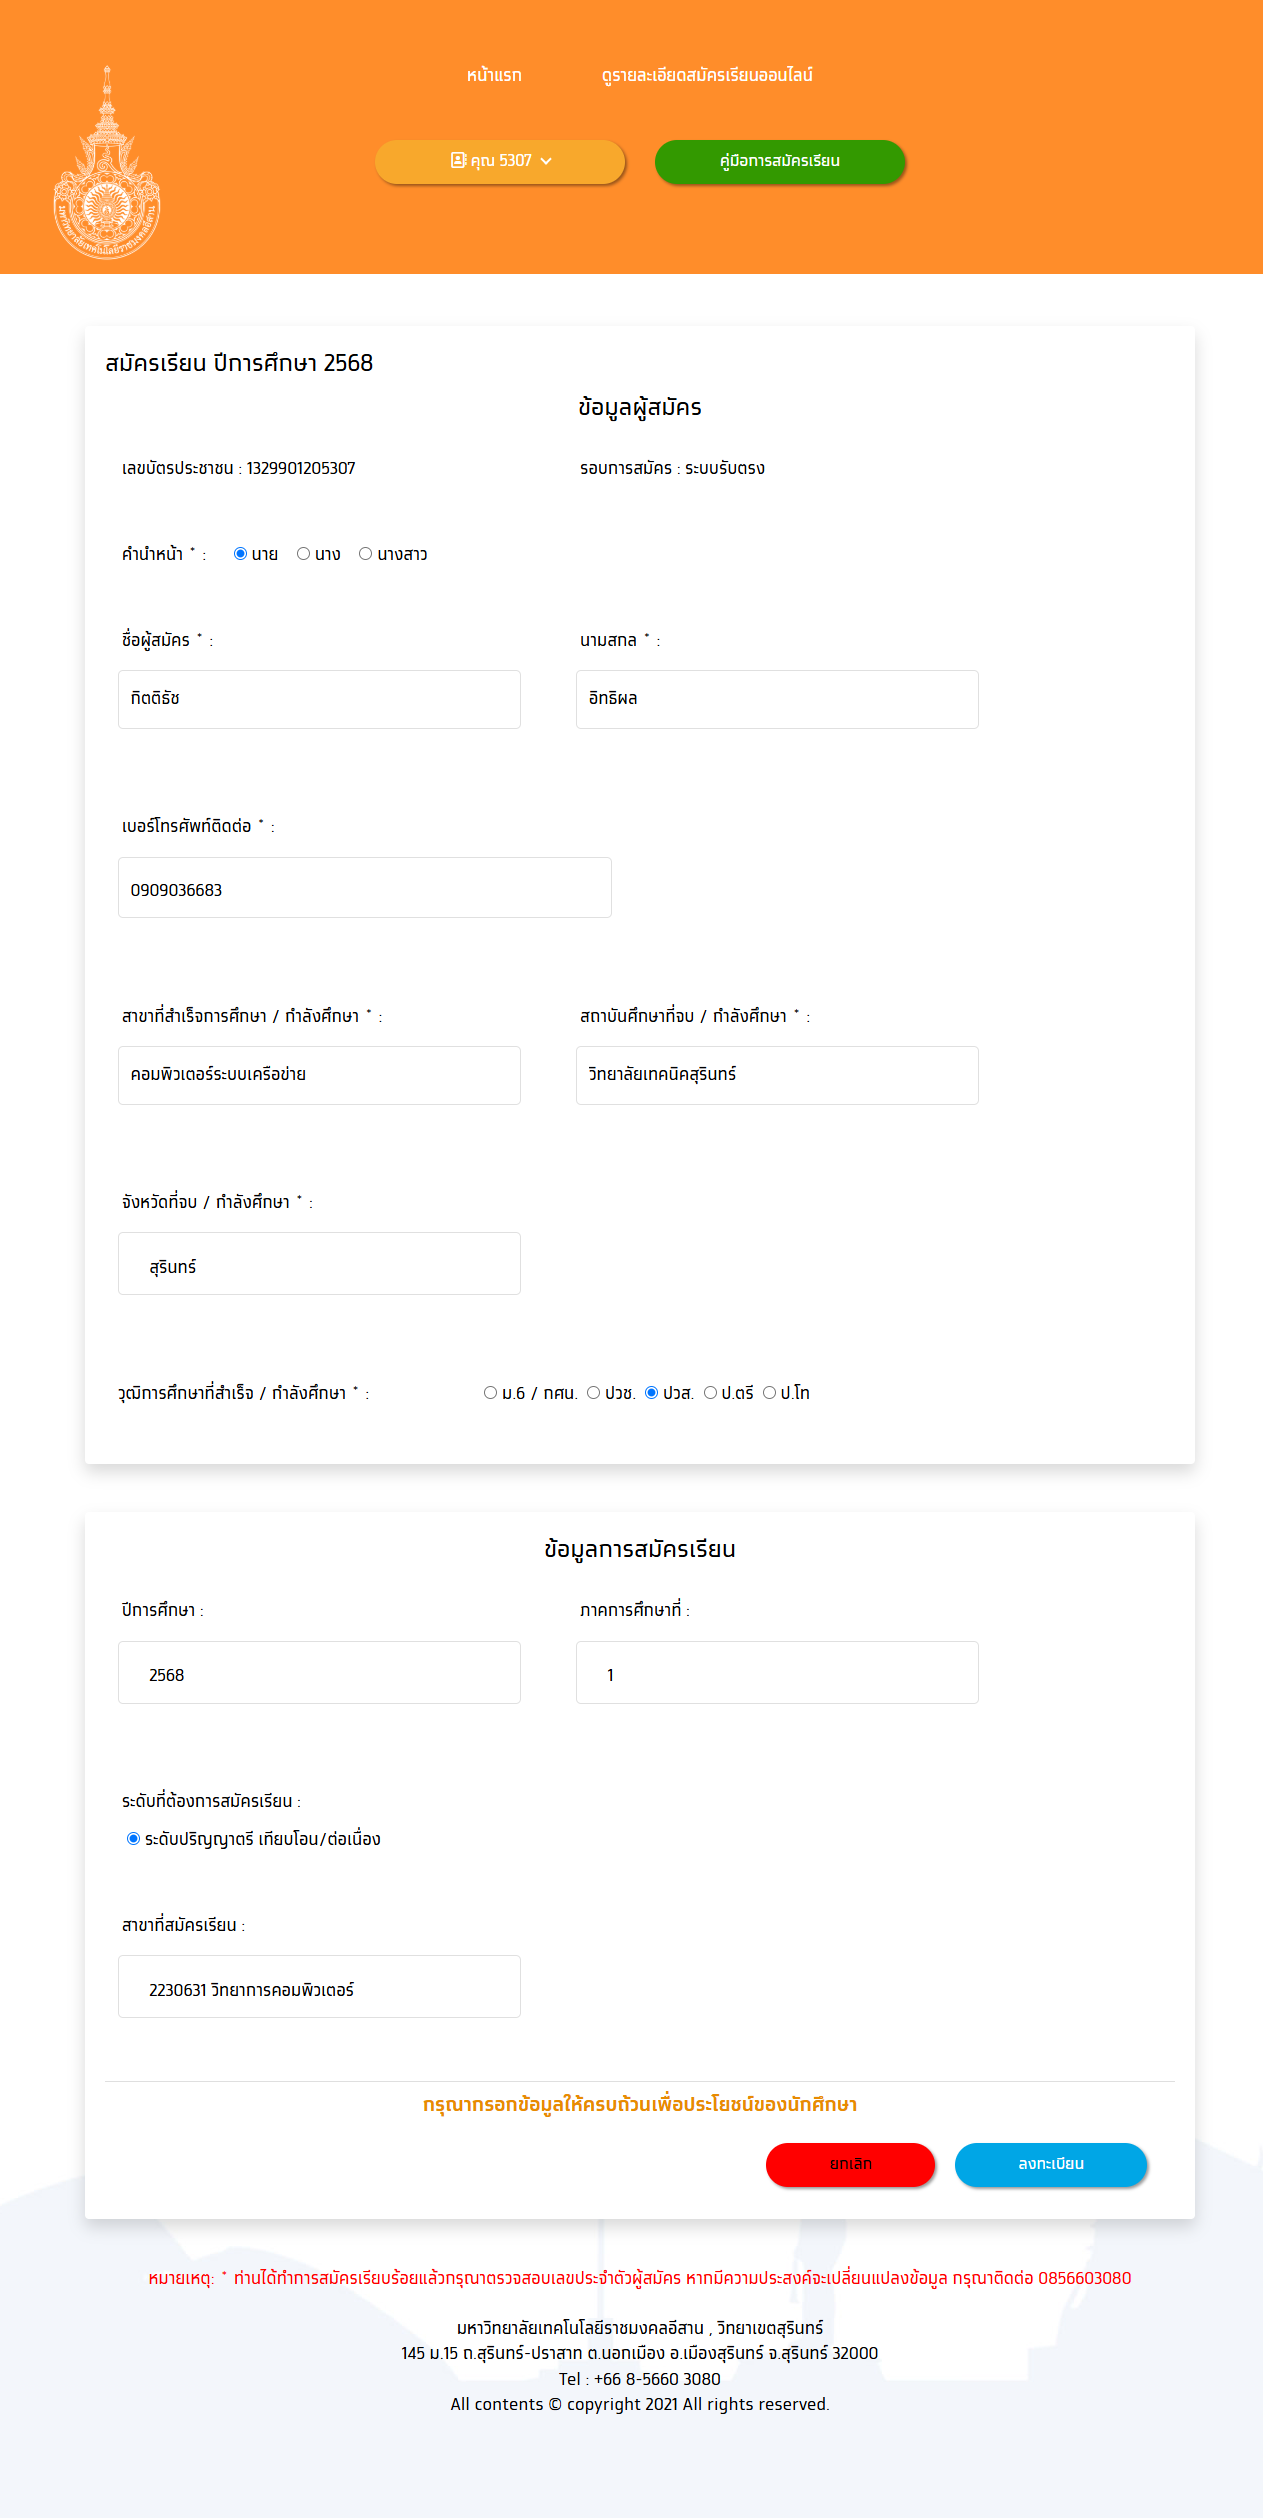 หน้าแรก ดูรายละเอียดสมัครเรียนออนไลน์
คุณ 5307 คู่มือการสมัครเรียน
มหาวิทยาลัยเทคโนโลยีราชมงคลอีสาน
สมัครเรียน ปีการศึกษา 2568
ข้อมูลผู้สมัคร
เลขบัตรประชาชน : 1329901205307 รอบการสมัคร : ระบบรับตรง
คำนำหน้า * : นาย นาง นางสาว
ชื่อผู้สมัคร * : นามสกล * :
กิตติธัช อิทธิผล
เบอร์โทรศัพท์ติดต่อ * :
0909036683
สาขาที่สำเร็จการศึกษา / กำลังศึกษา * : สถาบันศึกษาที่จบ / กำลังศึกษา * :
คอมพิวเตอร์ระบบเครือข่าย วิทยาลัยเทคนิคสุรินทร์
จังหวัดที่จบ / กำลังศึกษา * :
สุรินทร์
วุฒิการศึกษาที่สำเร็จ / กำลังศึกษา * : ม.6 / กศน. ปวช. ปวส. ป.ตรี ป.โท
ข้อมูลการสมัครเรียน
ปีการศึกษา : ภาคการศึกษาที่ :
2568 1
ระดับที่ต้องการสมัครเรียน :
ระดับปริญญาตรี เทียบโอน/ต่อเนื่อง
สาขาที่สมัครเรียน :
2230631 วิทยาการคอมพิวเตอร์
กรุณากรอกข้อมูลให้ครบถ้วนเพื่อประโยชน์ของนักศึกษา
ยกเลิก ลงทะเบียน
หมายเหตุ: * ท่านได้ทำการสมัครเรียบร้อยแล้วกรุณาตรวจสอบเลขประจำตัวผู้สมัคร หากมีความประสงค์จะเปลี่ยนแปลงข้อมูล กรุณาติดต่อ 0856603080
มหาวิทยาลัยเทคโนโลยีราชมงคลอีสาน , วิทยาเขตสุรินทร์
145 ม.15 ถ.สุรินทร์-ปราสาท ต.นอกเมือง อ.เมืองสุรินทร์ จ.สุรินทร์ 32000
Tel : +66 8-5660 3080
All contents © copyright 2021 All rights reserved.